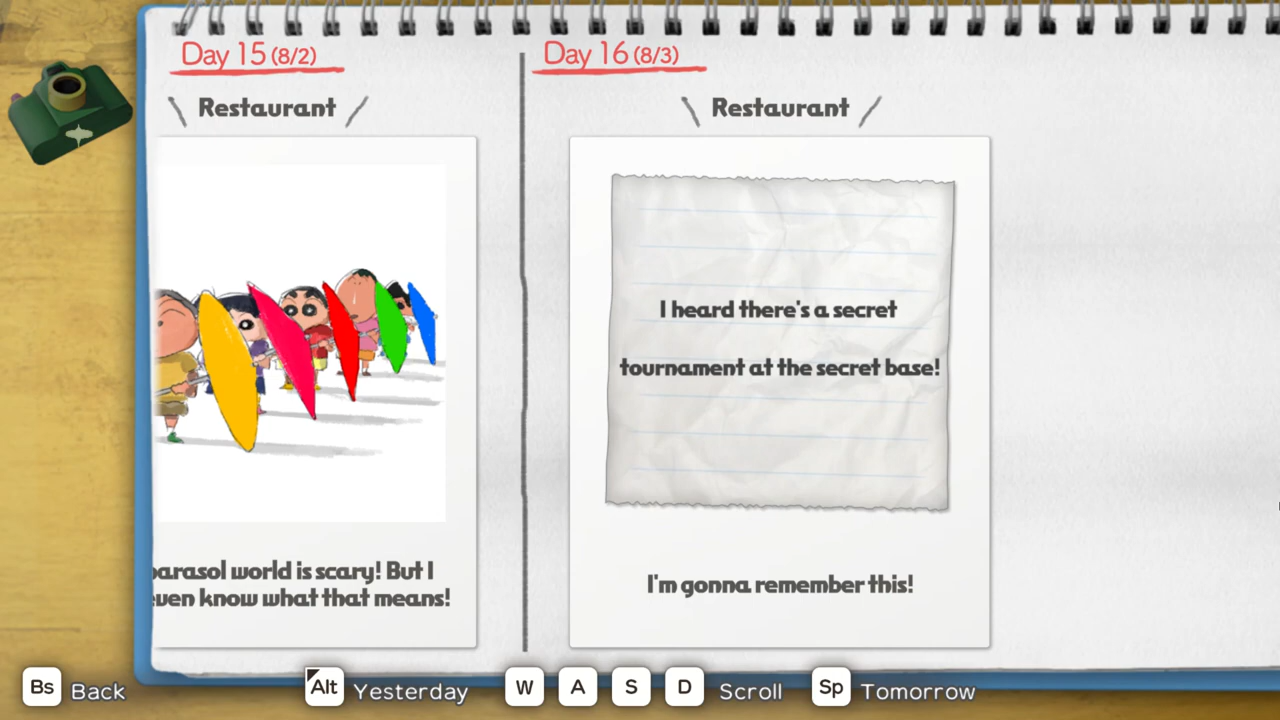 Day 15 (8/2)
Restaurant
parasol world is scary! But I
even know what that means!
Day 16 (8/3)
Restaurant
I heard there's a secret
tournament at the secret base!
I'm gonna remember this!
Bs Back
Alt Yesterday
W A S D Scroll
Sp Tomorrow